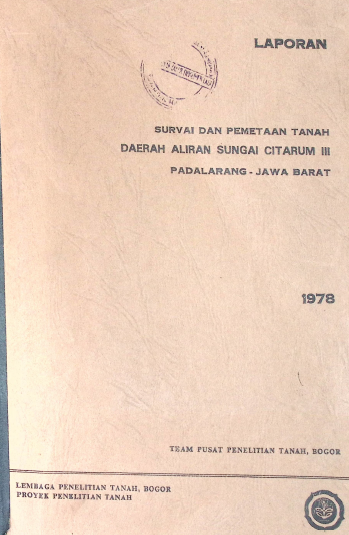 LAPORAN
SURVAI DAN PEMETAAN TANAH
DAERAH ALIRAN SUNGAI CITARUM III
PADALARANG - JAWA BARAT
1978
TEAM PUSAT PENELITIAN TANAH, BOGOR
LEMBAGA PENELITIAN TANAH, BOGOR
PROYEK PENELITIAN TANAH